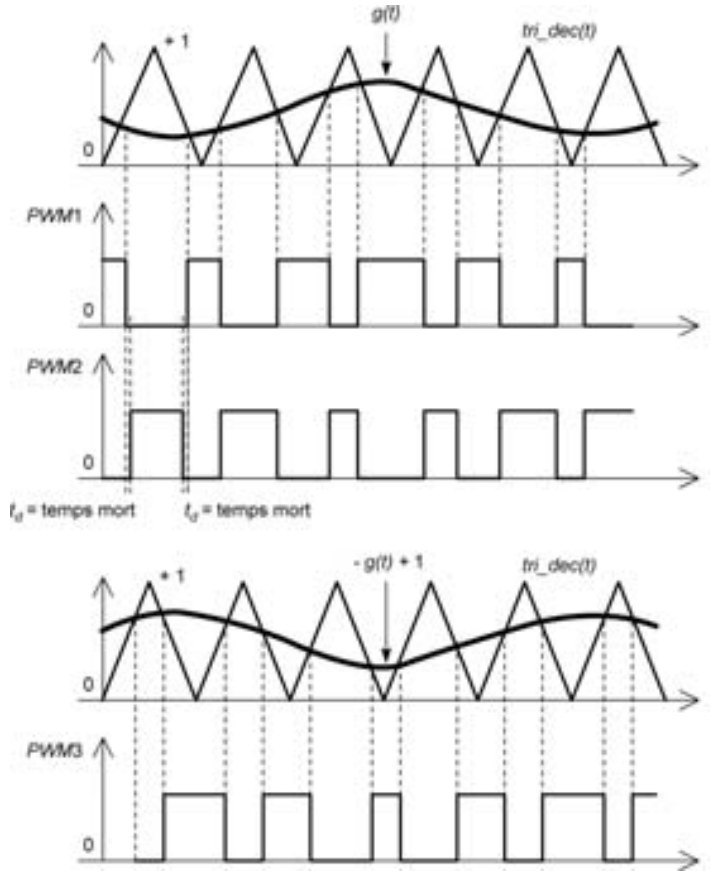 g(t)
+ 1
tri_dec(t)
0
PWM1
0
PWM2
0
t_d = temps mort t_d = temps mort
- g(t) + 1
+ 1
tri_dec(t)
0
PWM3
0